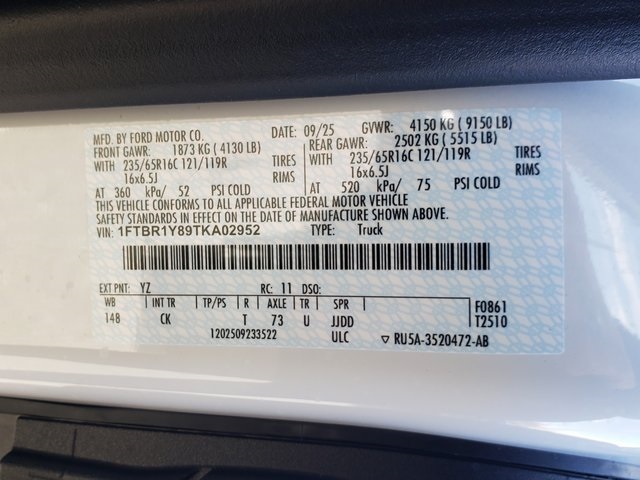 MFD. BY FORD MOTOR CO. DATE: 09/25 GVWR: 4150 KG ( 9150 LB)
FRONT GAWR: 1873 KG ( 4130 LB) REAR GAWR: 2502 KG ( 5515 LB)
WITH 235/65R16C 121/119R TIRES WITH 235/65R16C 121/119R TIRES
16x6.5J RIMS 16x6.5J RIMS
AT 360 kPa/ 52 PSI COLD AT 520 kPa/ 75 PSI COLD
THIS VEHICLE CONFORMS TO ALL APPLICABLE FEDERAL MOTOR VEHICLE
SAFETY STANDARDS IN EFFECT ON THE DATE OF MANUFACTURE SHOWN ABOVE.
VIN: 1FTBR1Y89TKA02952 TYPE: Truck
EXT PNT: YZ RC: 11 DSO:
WB INT TR TP/PS R AXLE TR SPR F0861
148 CK T 73 U JJDD T2510
1202509233522 ULC ▽ RU5A-3520472-AB